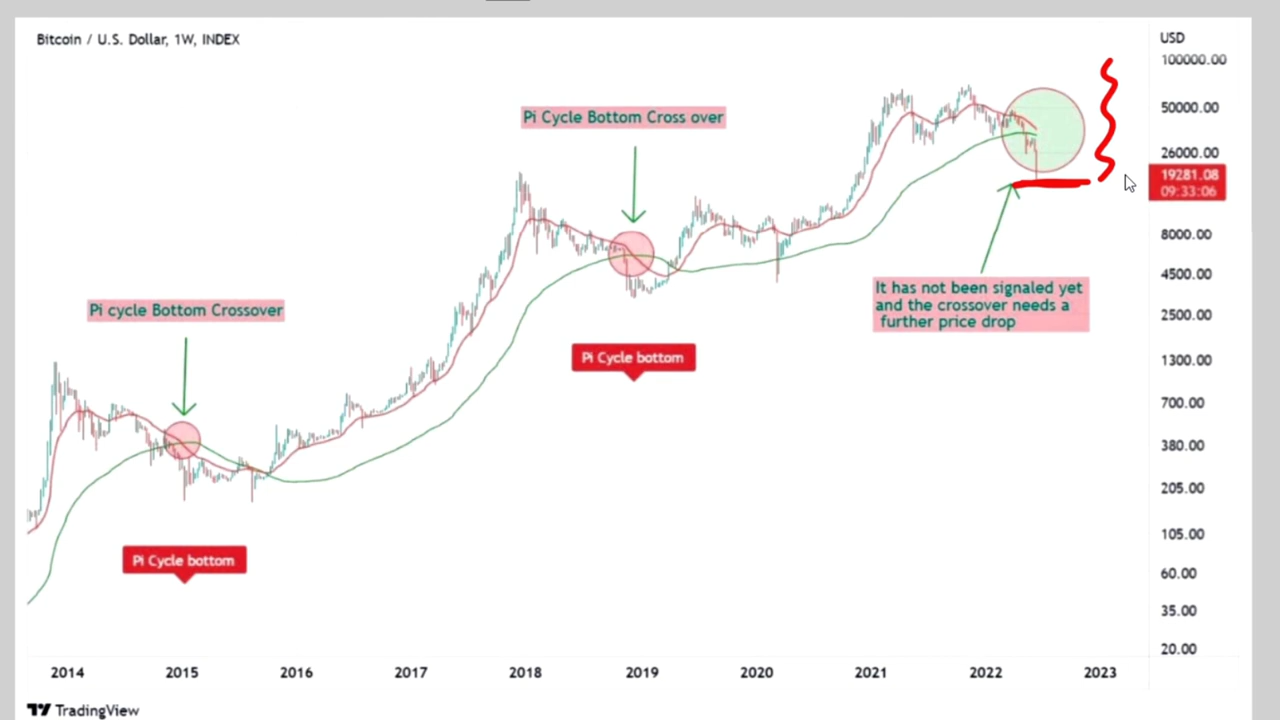 Bitcoin / U.S. Dollar, 1W, INDEX
USD
100000.00
50000.00
26000.00
19281.08
09:33:06
8000.00
4500.00
2500.00
1300.00
700.00
380.00
205.00
105.00
60.00
35.00
20.00
Pi Cycle Bottom Cross over
Pi cycle Bottom Crossover
It has not been signaled yet
and the crossover needs a
further price drop
Pi Cycle bottom
Pi Cycle bottom
2014 2015 2016 2017 2018 2019 2020 2021 2022 2023
TradingView